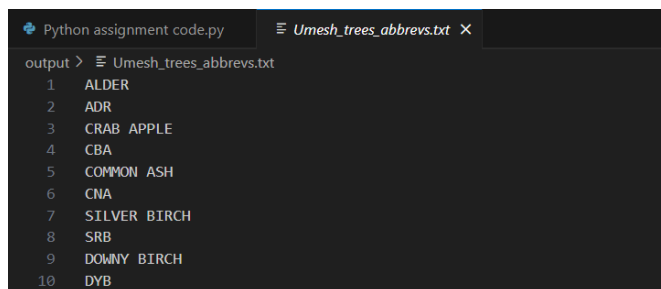 Python assignment code.py Umesh_trees_abbrevs.txt ×
output > Umesh_trees_abbrevs.txt
1 ALDER
2 ADR
3 CRAB APPLE
4 CBA
5 COMMON ASH
6 CNA
7 SILVER BIRCH
8 SRB
9 DOWNY BIRCH
10 DYB